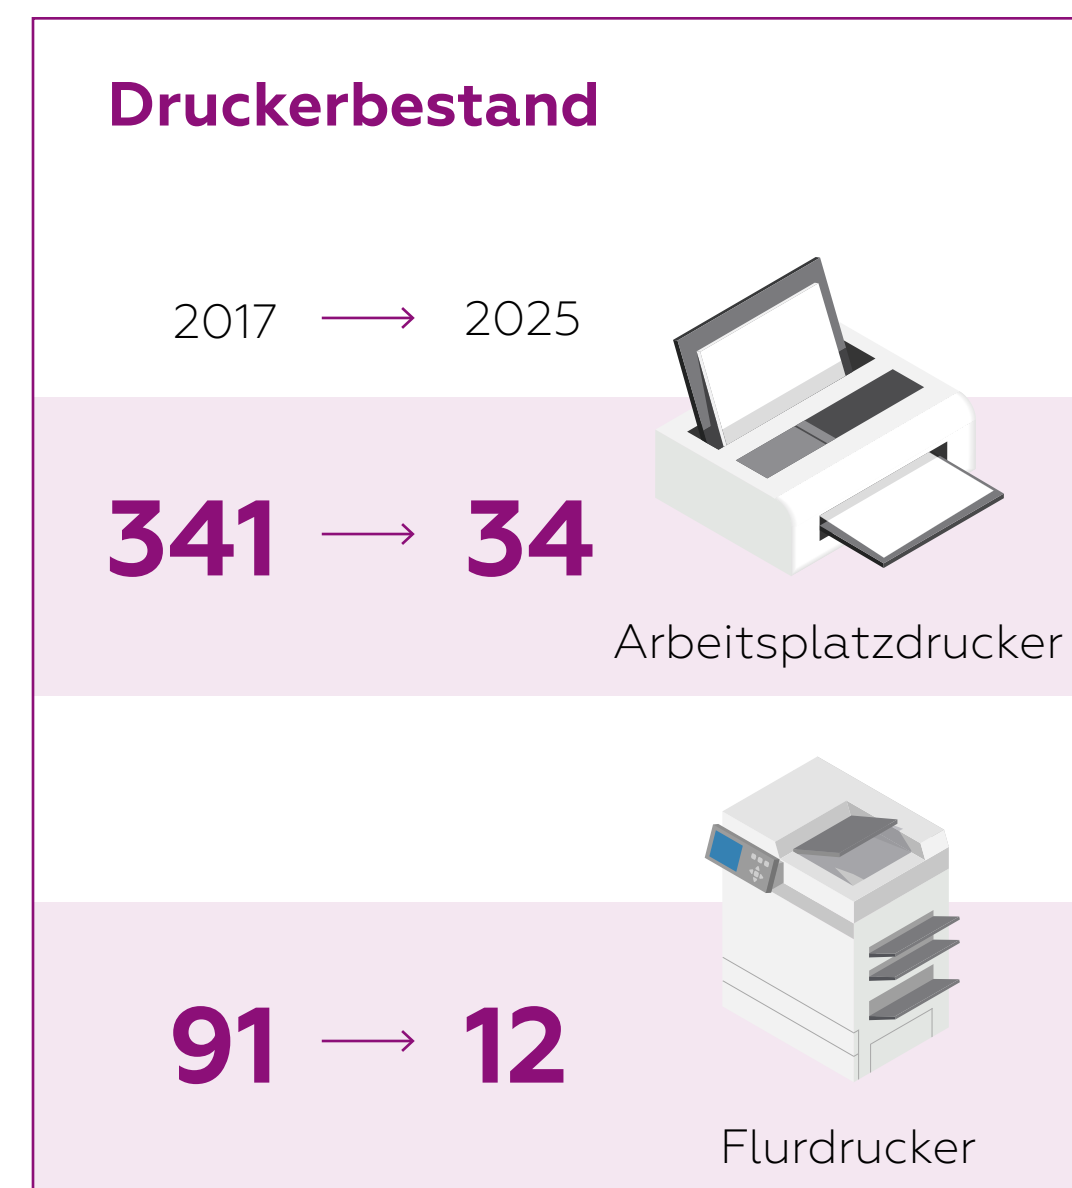 Druckerbestand
2017 → 2025
341 → 34
Arbeitsplatzdrucker
91 → 12
Flurdrucker